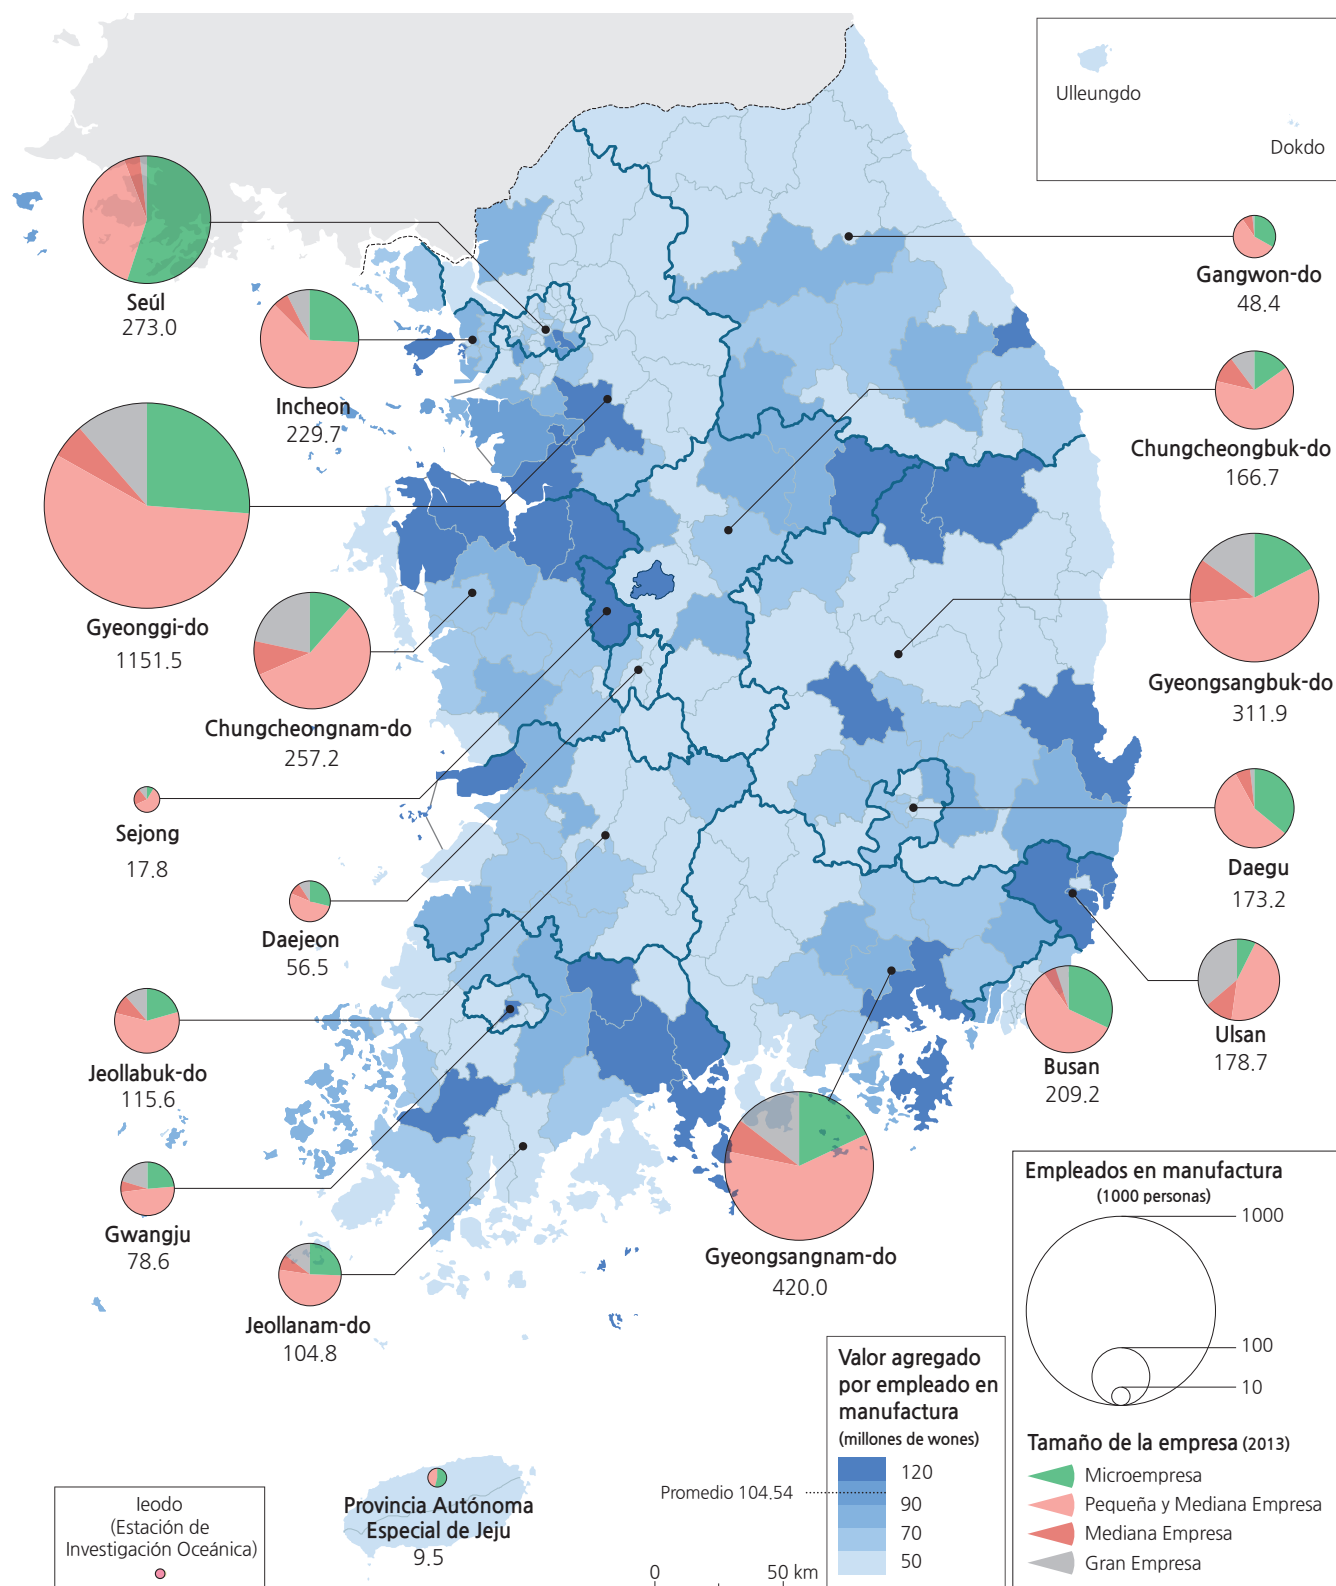 Ulleungdo
Dokdo
Seúl
273.0
Gangwon-do
48.4
Incheon
229.7
Chungcheongbuk-do
166.7
Gyeonggi-do
1151.5
Gyeongsangbuk-do
311.9
Chungcheongnam-do
257.2
Sejong
17.8
Daegu
173.2
Daejeon
56.5
Ulsan
178.7
Busan
209.2
Jeollabuk-do
115.6
Gwangju
78.6
Gyeongsangnam-do
420.0
Jeollanam-do
104.8
Empleados en manufactura
(1000 personas)
1000
100
10
Tamaño de la empresa (2013)
Microempresa
Pequeña y Mediana Empresa
Mediana Empresa
Gran Empresa
Valor agregado
por empleado en
manufactura
(millones de wones)
120
90
70
50
Promedio 104.54
Provincia Autónoma
Especial de Jeju
9.5
Ieodo
(Estación de
Investigación Oceánica)
0 50 km